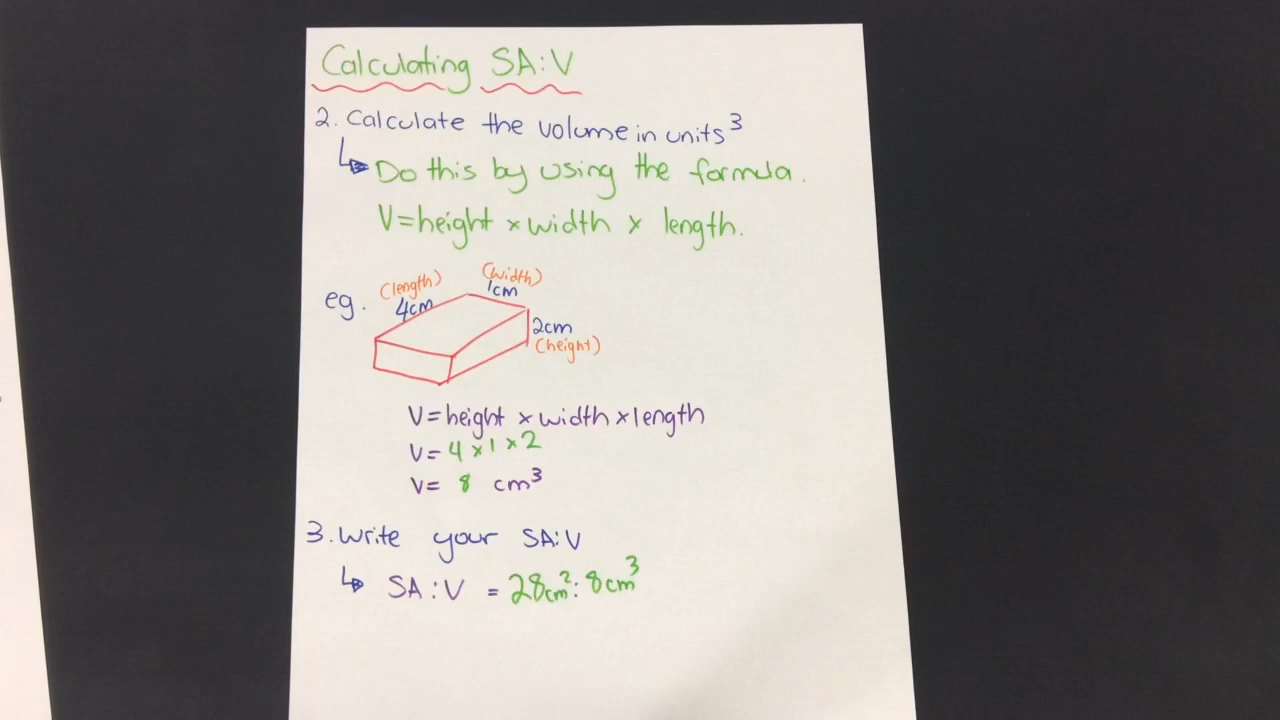 Calculating SA:V
2. Calculate the volume in units³
Do this by using the formula.
V=height × width × length.
eg.
(length)
4cm
(width)
1cm
2cm
(height)
V=height × width × length
V= 4 × 1 × 2
V= 8 cm³
3. Write your SA:V
SA:V = 28cm²: 8cm³